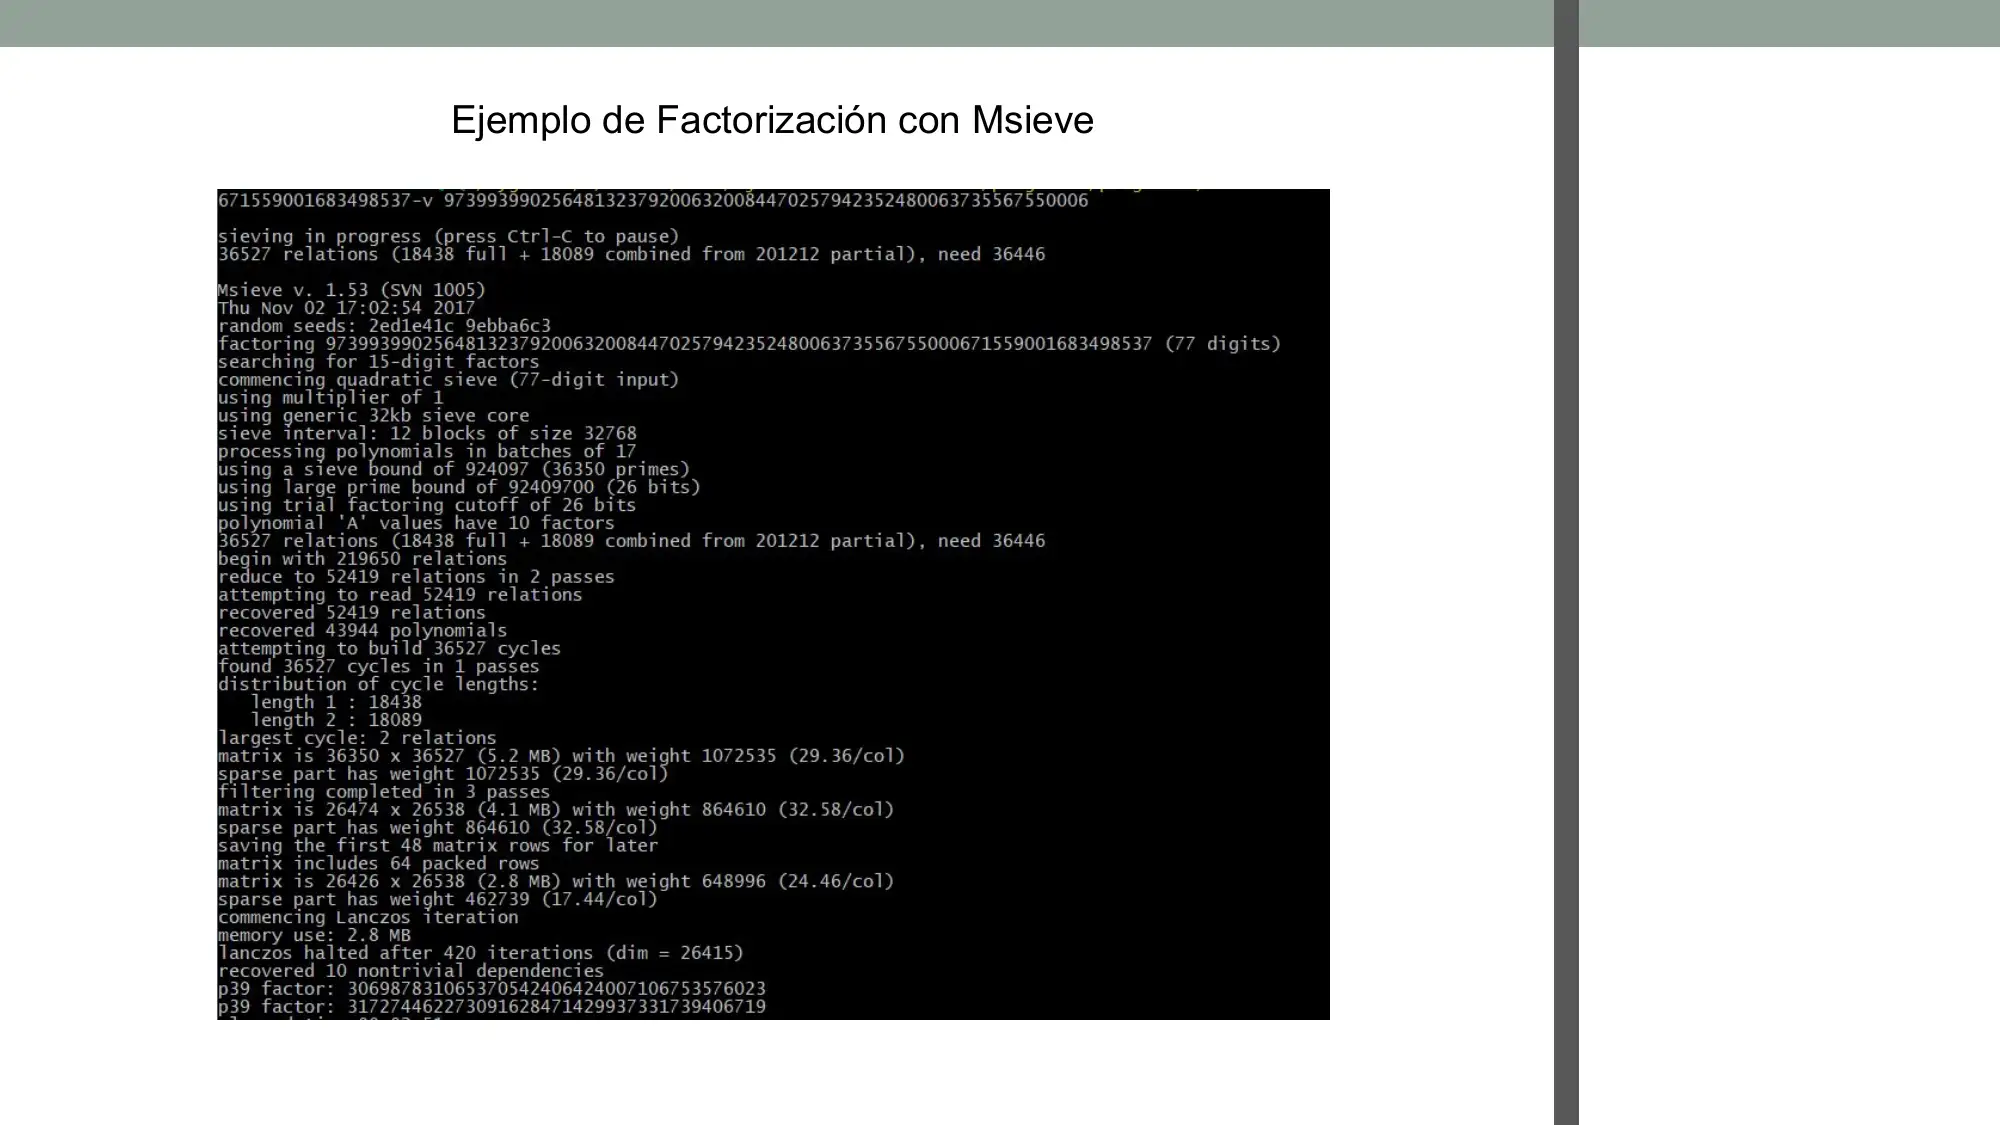 Ejemplo de Factorización con Msieve
671559001683498537-v 97399399025648132379200632008447025794235248006373556755​0006
sieving in progress (press Ctrl-C to pause)
36527 relations (18438 full + 18089 combined from 201212 partial), need 36446
Msieve v. 1.53 (SVN 1005)
Thu Nov 02 17:02:54 2017
random seeds: 2ed1e41c 9ebba6c3
factoring 97399399025648132379200632008447025794235248006373556755000671559001683498537 (77 digits)
searching for 15-digit factors
commencing quadratic sieve (77-digit input)
using multiplier of 1
using generic 32kb sieve core
sieve interval: 12 blocks of size 32768
processing polynomials in batches of 17
using a sieve bound of 924097 (36350 primes)
using large prime bound of 92409700 (26 bits)
using trial factoring cutoff of 26 bits
polynomial 'A' values have 10 factors
36527 relations (18438 full + 18089 combined from 201212 partial), need 36446
begin with 219650 relations
reduce to 52419 relations in 2 passes
attempting to read 52419 relations
recovered 52419 relations
recovered 43944 polynomials
attempting to build 36527 cycles
found 36527 cycles in 1 passes
distribution of cycle lengths:
length 1 : 18438
length 2 : 18089
largest cycle: 2 relations
matrix is 36350 x 36527 (5.2 MB) with weight 1072535 (29.36/col)
sparse part has weight 1072535 (29.36/col)
filtering completed in 3 passes
matrix is 26474 x 26538 (4.1 MB) with weight 864610 (32.58/col)
sparse part has weight 864610 (32.58/col)
saving the first 48 matrix rows for later
matrix includes 64 packed rows
matrix is 26426 x 26538 (2.8 MB) with weight 648996 (24.46/col)
sparse part has weight 462739 (17.44/col)
commencing Lanczos iteration
memory use: 2.8 MB
lanczos halted after 420 iterations (dim = 26415)
recovered 10 nontrivial dependencies
p39 factor: 306987831065370542406424007106753576023
p39 factor: 317274462273091628471429937331739406719